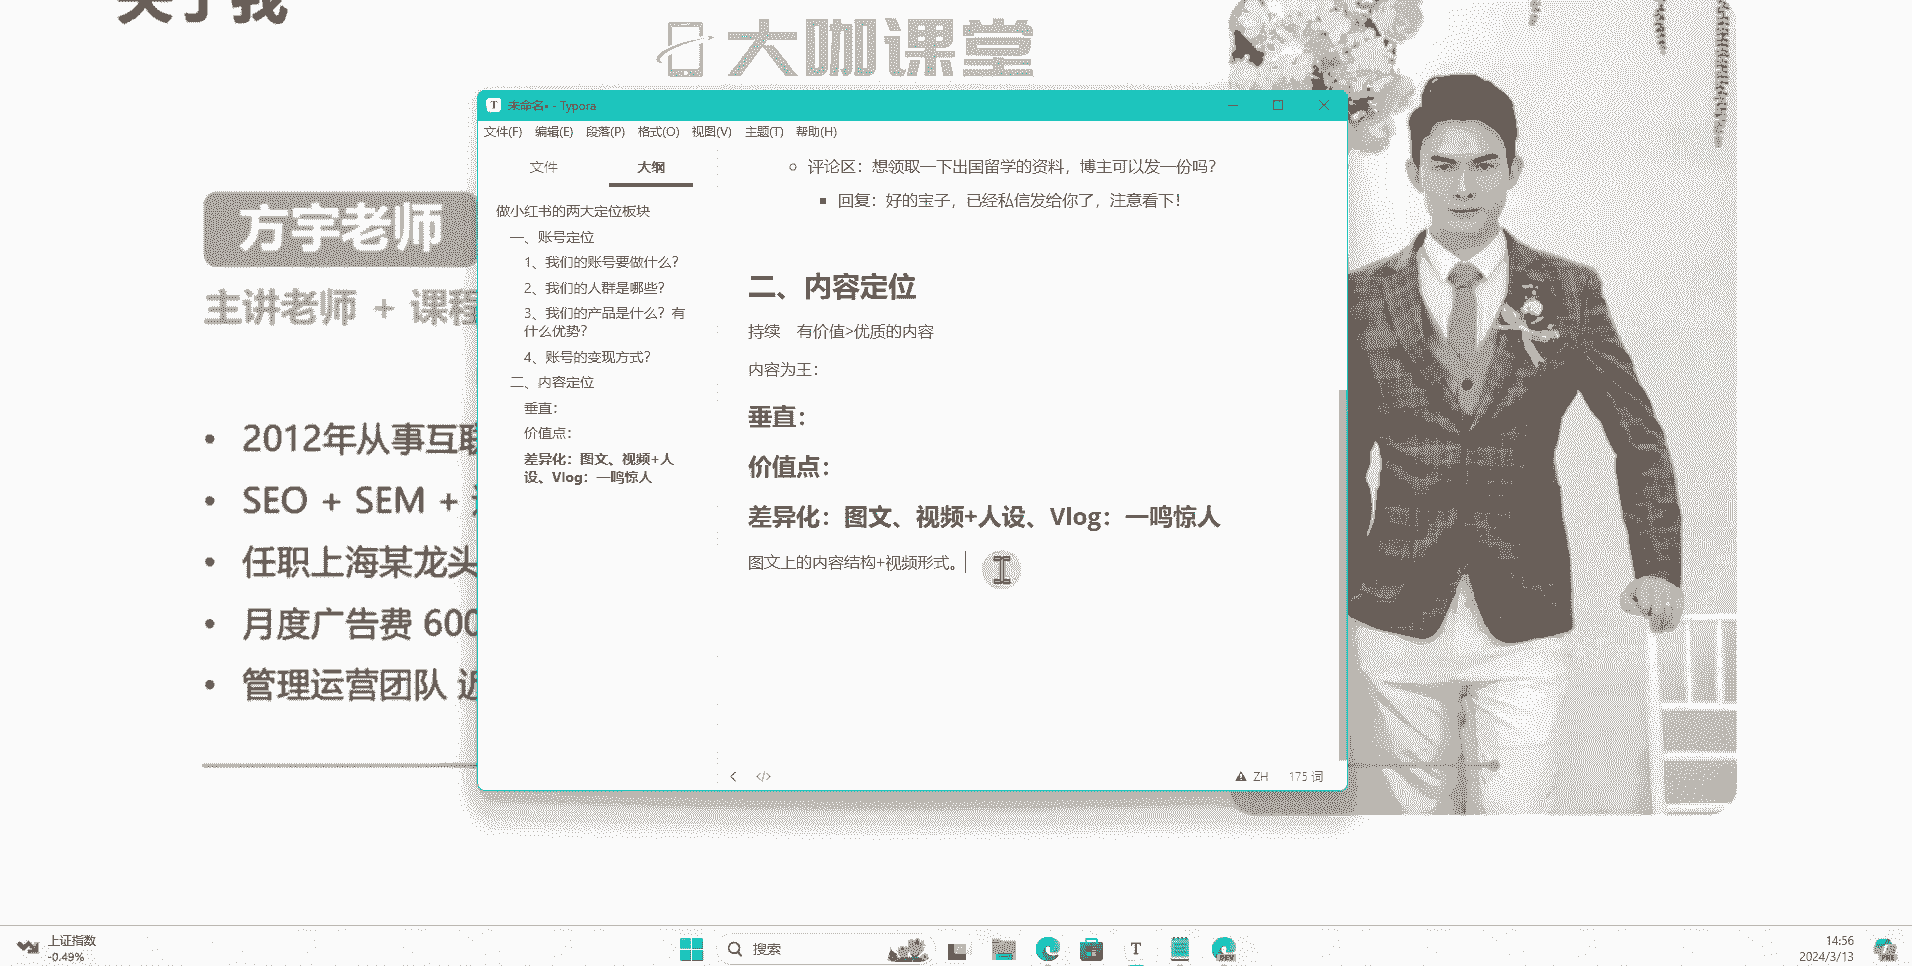 关于我
大咖课堂
方宇老师
主讲老师 + 课程
2012年从事互联
SEO + SEM +
任职上海某龙头
月度广告费 600
管理运营团队 近
未命名• - Typora
文件(F) 编辑(E) 段落(P) 格式(O) 视图(V) 主题(T) 帮助(H)
文件 大纲
做小红书的两大定位板块
一、账号定位
1、我们的账号要做什么？
2、我们的人群是哪些？
3、我们的产品是什么？有
什么优势？
4、账号的变现方式？
二、内容定位
垂直：
价值点：
差异化：图文、视频+人
设、Vlog：一鸣惊人
评论区：想领取一下出国留学的资料，博主可以发一份吗？
回复：好的宝子，已经私信发给你了，注意看下！
二、内容定位
持续 有价值>优质的内容
内容为王：
垂直：
价值点：
差异化：图文、视频+人设、Vlog：一鸣惊人
图文上的内容结构+视频形式。
ZH 175 词
上证指数
-0.49%
搜索
DEV
14:56
2024/3/13